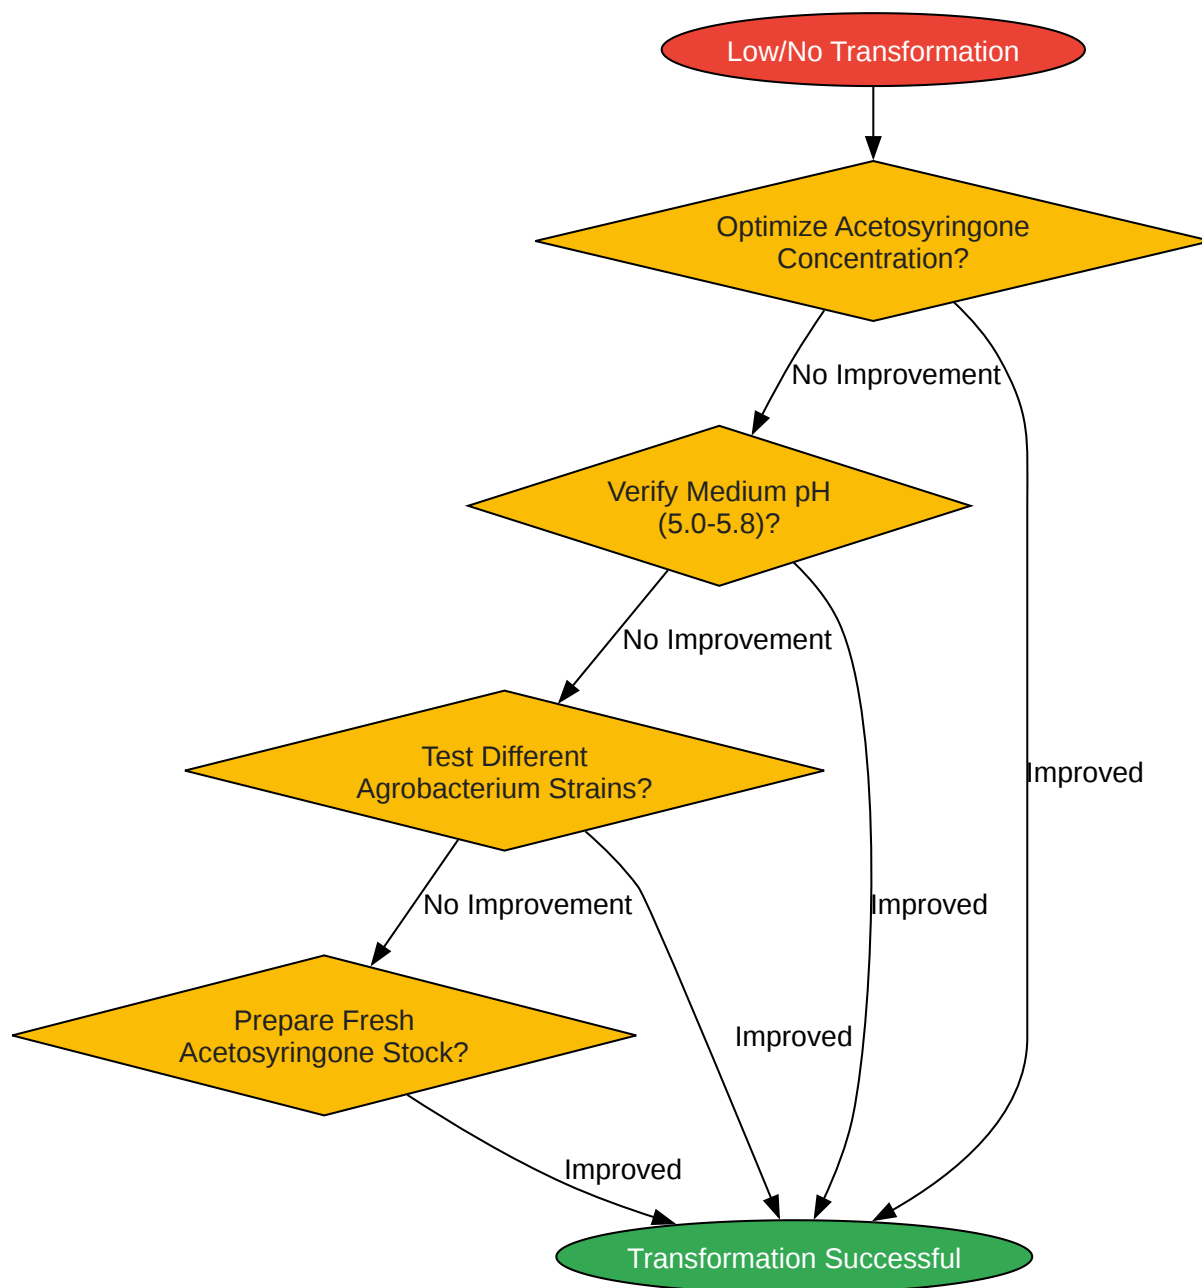 Low/No Transformation
Optimize Acetosyringone
Concentration?
No Improvement
Verify Medium pH
(5.0-5.8)?
No Improvement
Test Different
Agrobacterium Strains?
Improved
No Improvement
Improved
Prepare Fresh
Acetosyringone Stock?
Improved
Improved
Transformation Successful